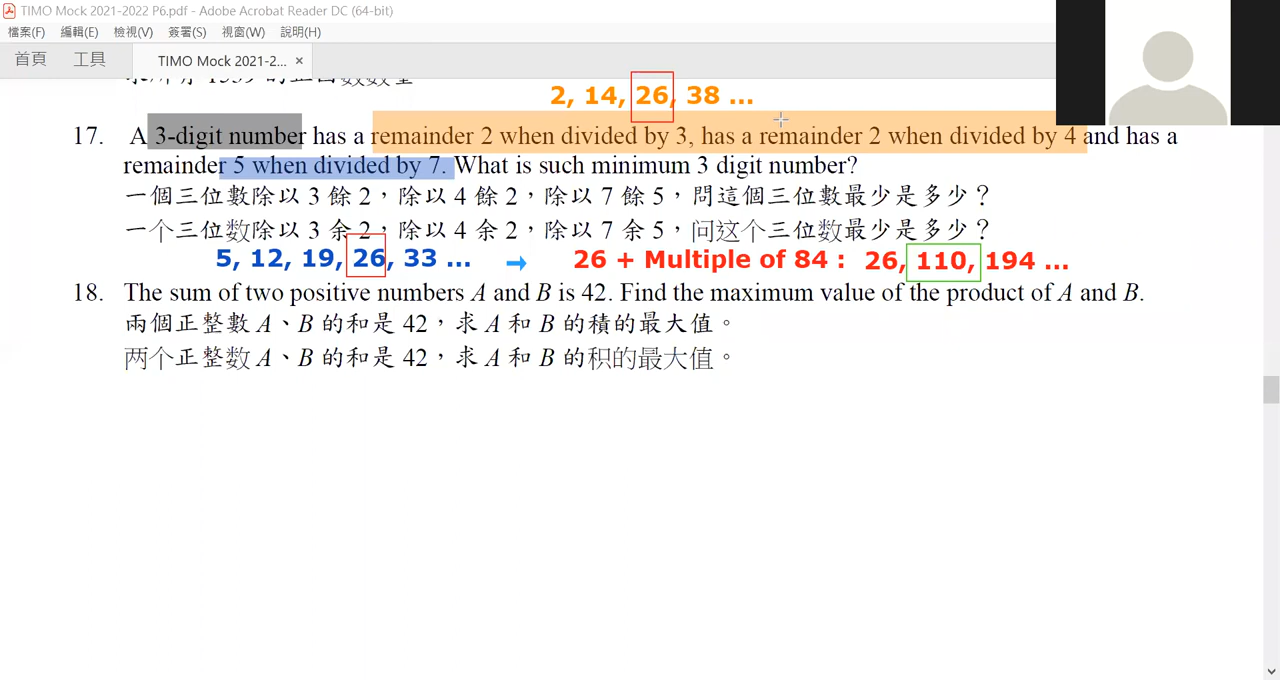 TIMO Mock 2021-2022 P6.pdf - Adobe Acrobat Reader DC (64-bit)
檔案(F) 編輯(E) 檢視(V) 簽署(S) 視窗(W) 說明(H)
首頁 工具 TIMO Mock 2021-2... ×
2, 14, 26, 38 ...
17. A 3-digit number has a remainder 2 when divided by 3, has a remainder 2 when divided by 4 and has a
remainder 5 when divided by 7. What is such minimum 3 digit number?
一個三位數除以 3 餘 2，除以 4 餘 2，除以 7 餘 5，問這個三位數最少是多少？
一个三位数除以 3 余 2，除以 4 余 2，除以 7 余 5，问这个三位数最少是多少？
5, 12, 19, 26, 33 ... → 26 + Multiple of 84 : 26, 110, 194 ...
18. The sum of two positive numbers A and B is 42. Find the maximum value of the product of A and B.
兩個正整數 A、B 的和是 42，求 A 和 B 的積的最大值。
两个正整数 A、B 的和是 42，求 A 和 B 的积的最大值。